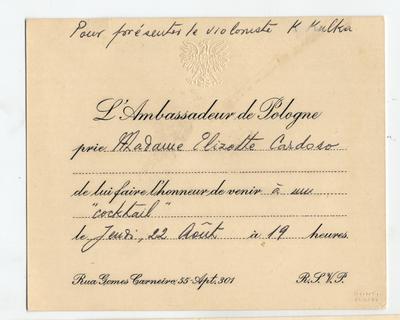 Pour présenter le violoniste K Kulka
L'Ambassadeur de Pologne
prie Madame Elizette Cardoso
de lui faire l'honneur de venir à un
"cocktail"
le Jeudi, 22 Août à 19 heures.
Rua Gomes Carneiro, 55-Apt. 301 R.S.V.P.